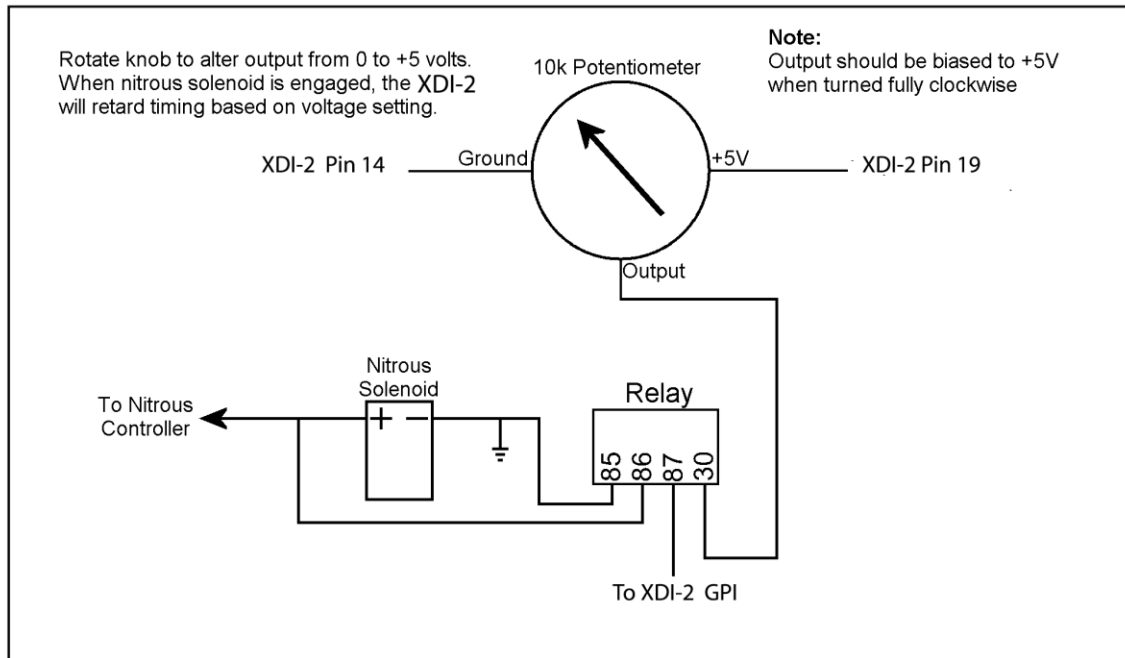 Rotate knob to alter output from 0 to +5 volts.
When nitrous solenoid is engaged, the XDI-2
will retard timing based on voltage setting.
10k Potentiometer
Note:
Output should be biased to +5V
when turned fully clockwise
XDI-2 Pin 14
Ground
+5V
XDI-2 Pin 19
Output
Nitrous
Solenoid
To Nitrous
Controller
+ −
Relay
85
86
87
30
To XDI-2 GPI